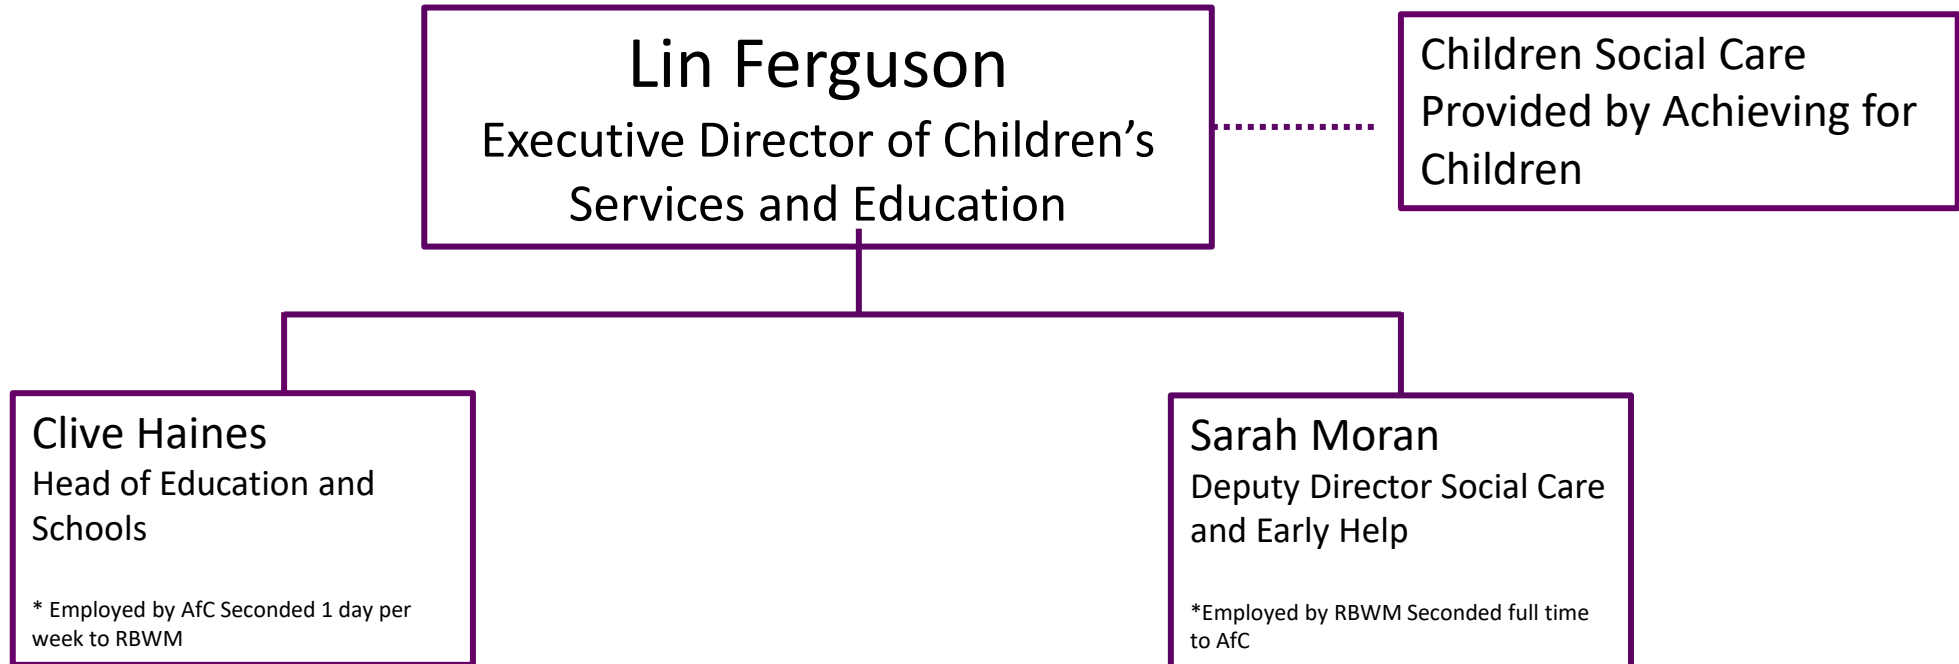 Lin Ferguson
Executive Director of Children’s
Services and Education
Children Social Care
Provided by Achieving for
Children
Clive Haines
Head of Education and
Schools
* Employed by AfC Seconded 1 day per
week to RBWM
Sarah Moran
Deputy Director Social Care
and Early Help
*Employed by RBWM Seconded full time
to AfC